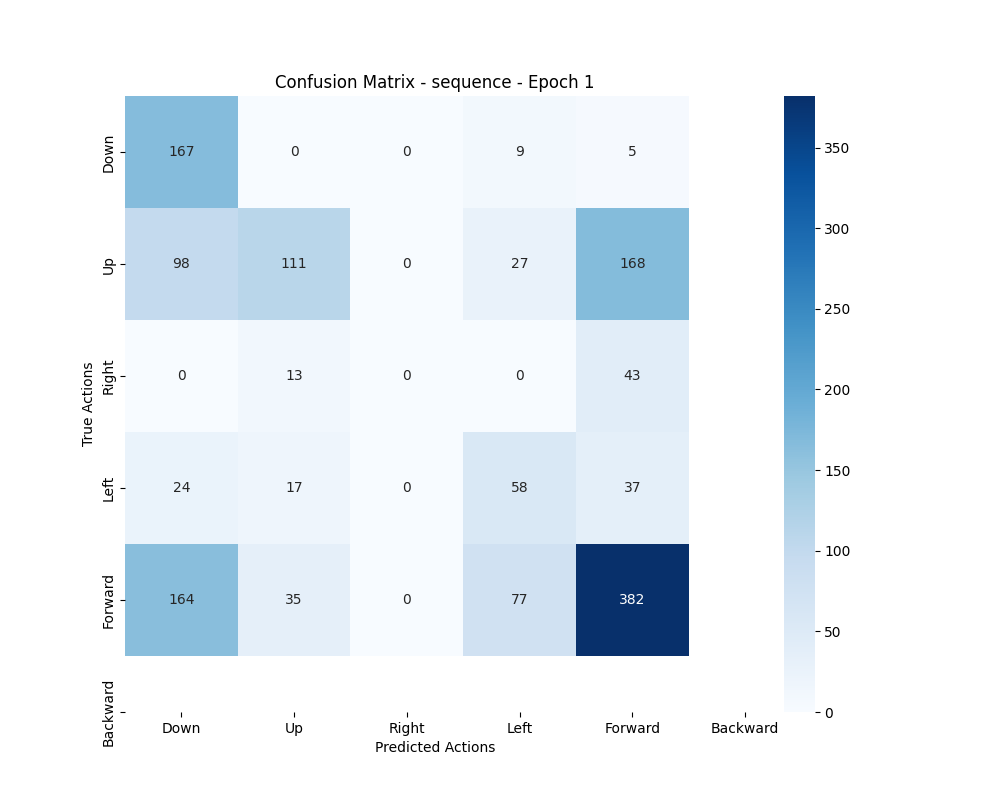 Confusion Matrix - sequence - Epoch 1
Down 167 0 0 9 5
Up 98 111 0 27 168
Right 0 13 0 0 43
Left 24 17 0 58 37
Forward 164 35 0 77 382
Backward
Down Up Right Left Forward Backward
Predicted Actions
True Actions
350
300
250
200
150
100
50
0